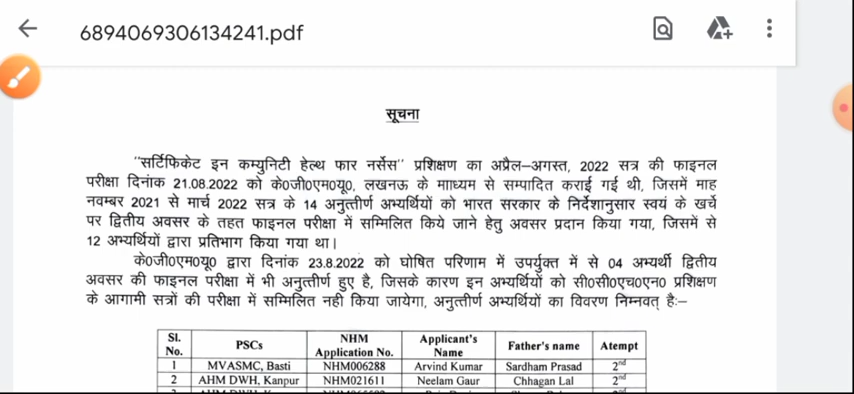 6894069306134241.pdf
सूचना
"सर्टिफिकेट इन कम्युनिटी हेल्थ फार नर्सेस" प्रशिक्षण का अप्रैल–अगस्त, 2022 सत्र की फाइनल
परीक्षा दिनांक 21.08.2022 को के0जी0एम0यू0, लखनऊ के माध्यम से सम्पादित कराई गई थी, जिसमें माह
नवम्बर 2021 से मार्च 2022 सत्र के 14 अनुत्तीर्ण अभ्यर्थियों को भारत सरकार के निर्देशानुसार स्वयं के खर्चे
पर द्वितीय अवसर के तहत फाइनल परीक्षा में सम्मिलित किये जाने हेतु अवसर प्रदान किया गया, जिसमें से
12 अभ्यर्थियों द्वारा प्रतिभाग किया गया था।
के0जी0एम0यू0 द्वारा दिनांक 23.8.2022 को घोषित परिणाम में उपर्युक्त में से 04 अभ्यर्थी द्वितीय
अवसर की फाइनल परीक्षा में भी अनुत्तीर्ण हुए है, जिसके कारण इन अभ्यर्थियों को सी0सी0एच0एन0 प्रशिक्षण
के आगामी सत्रों की परीक्षा में सम्मिलित नही किया जायेगा, अनुत्तीर्ण अभ्यर्थियों का विवरण निम्नवत् हैः–
Sl. No. PSCs NHM Application No. Applicant's Name Father's name Atempt
1 MVASMC, Basti NHM006288 Arvind Kumar Sardham Prasad 2nd
2 AHM DWH, Kanpur NHM021611 Neelam Gaur Chhagan Lal 2nd